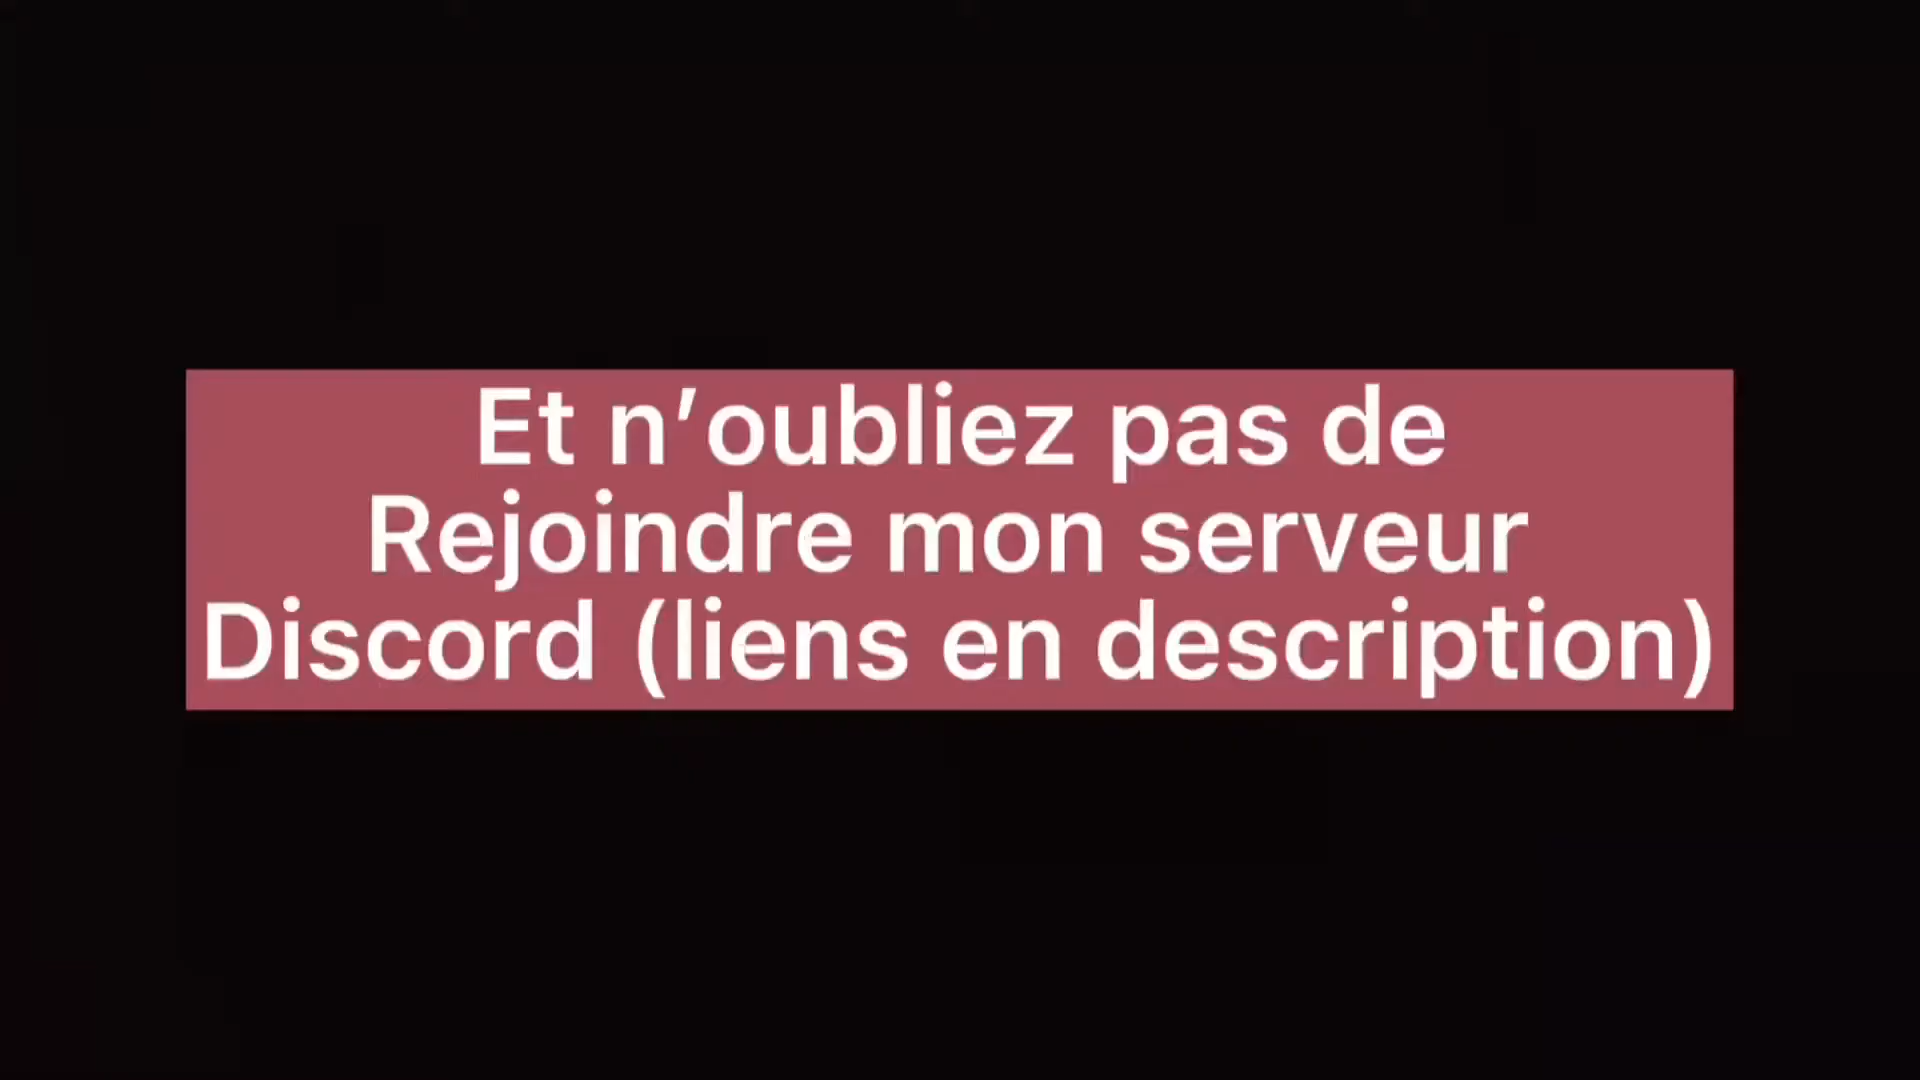 Et n’oubliez pas de
Rejoindre mon serveur
Discord (liens en description)